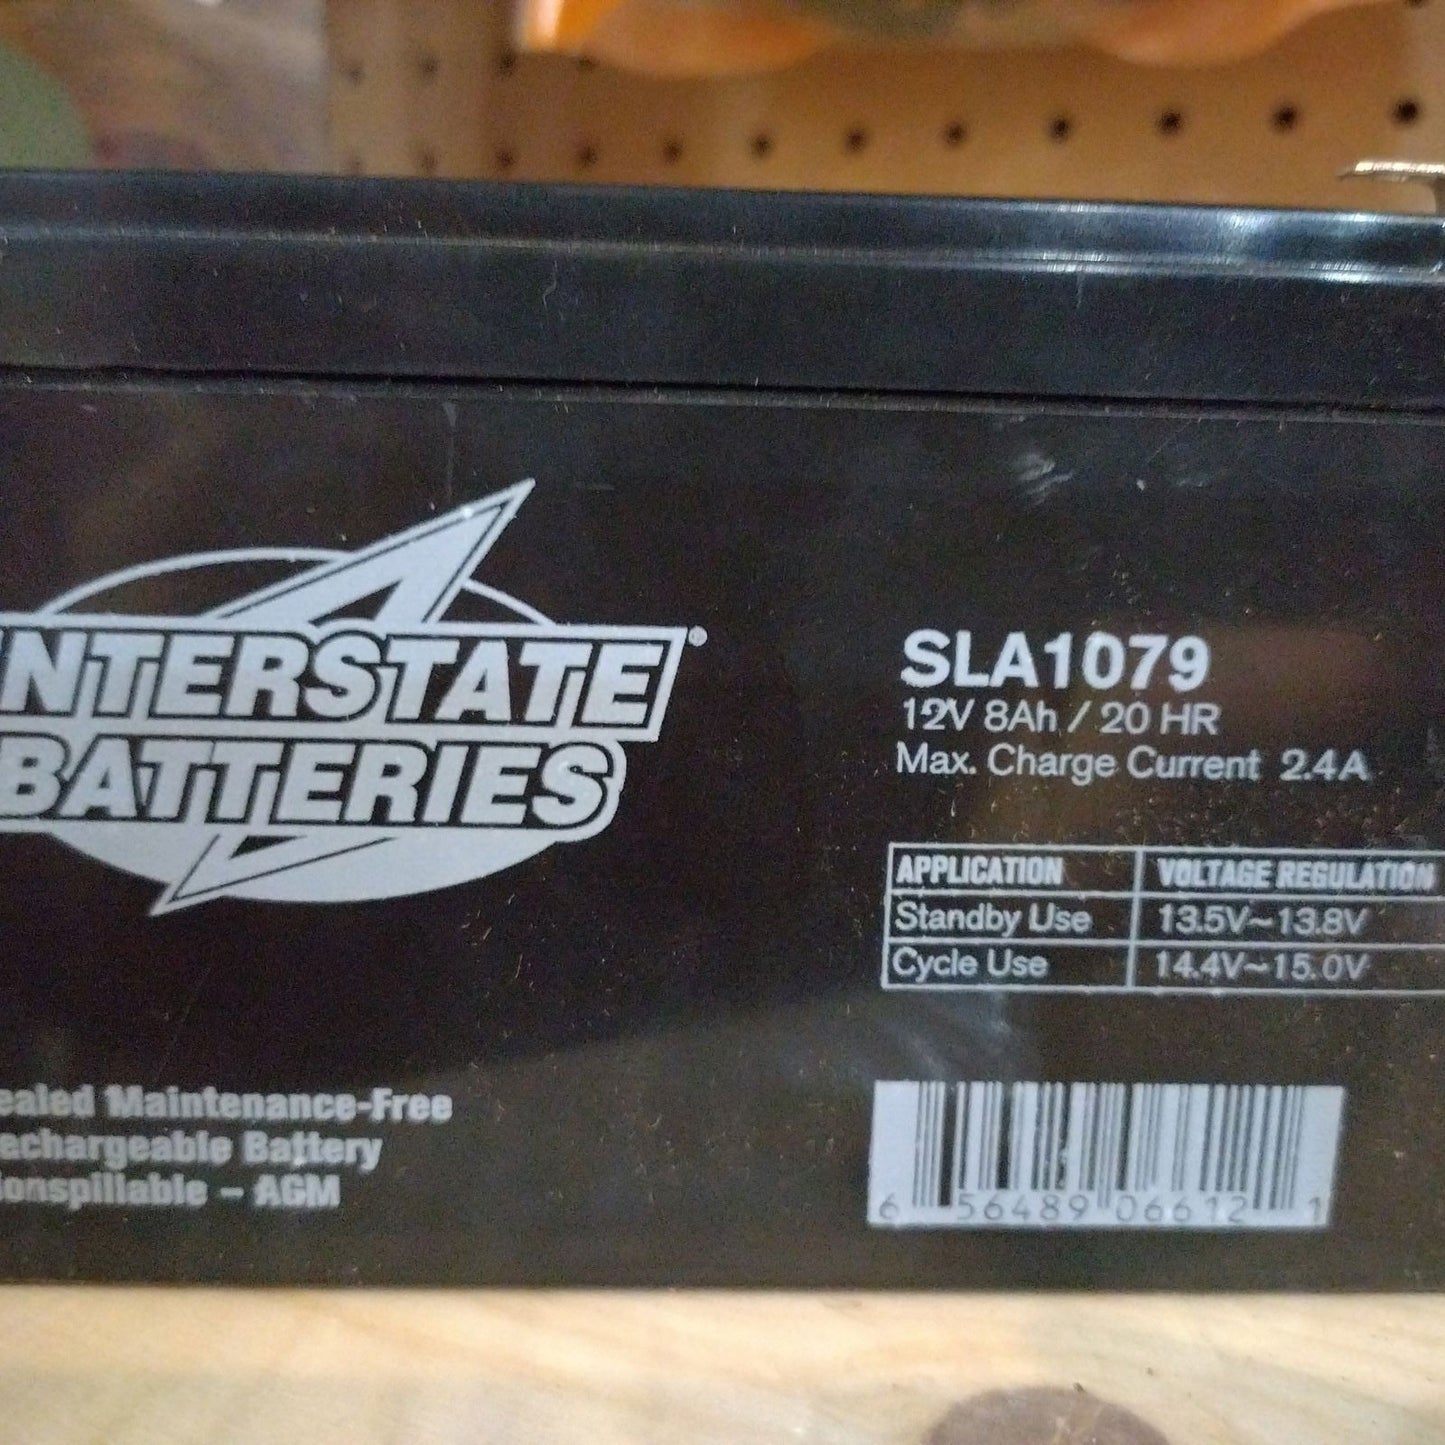 INTERSTATE ®
BATTERIES
SLA1079
12V 8Ah / 20 HR
Max. Charge Current 2.4A
APPLICATION VOLTAGE REGULATION
Standby Use 13.5V~13.8V
Cycle Use 14.4V~15.0V
ealed Maintenance-Free
echargeable Battery
onspillable – AGM
6 56489 06612 1